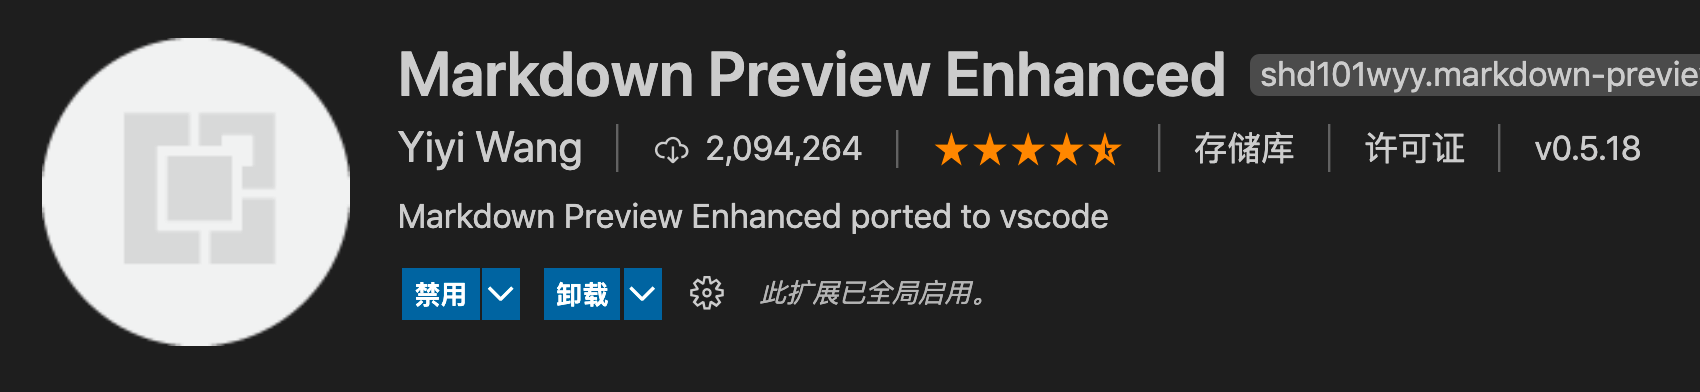 Markdown Preview Enhanced shd101wyy.markdown-previe
Yiyi Wang 2,094,264 存储库 许可证 v0.5.18
Markdown Preview Enhanced ported to vscode
禁用 卸载 此扩展已全局启用。